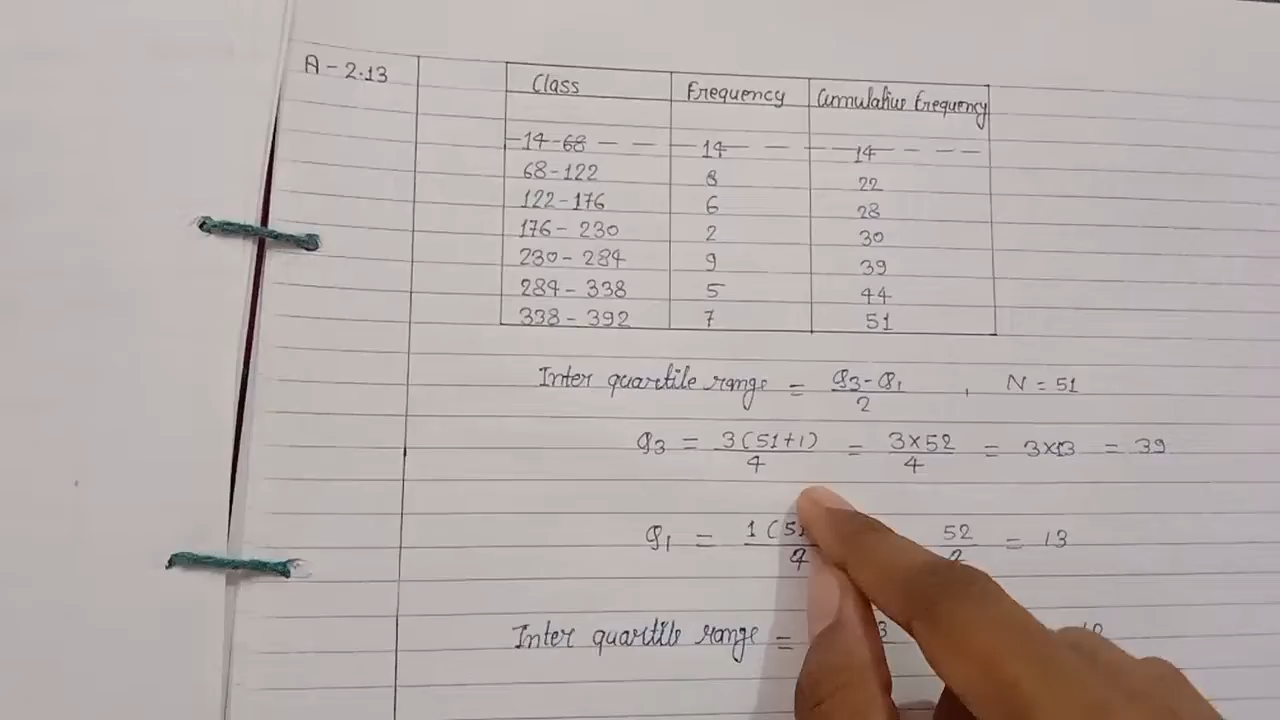 A - 2.13
Class Frequency Cumulative Frequency
14-68 14 14
68-122 8 22
122-176 6 28
176-230 2 30
230-284 9 39
284-338 5 44
338-392 7 51
Inter quartile range = Q3-Q1/2 , N = 51
Q3 = 3(51+1)/4 = 3×52/4 = 3×13 = 39
Q1 = 1(51 52 = 13
Inter quartile range =